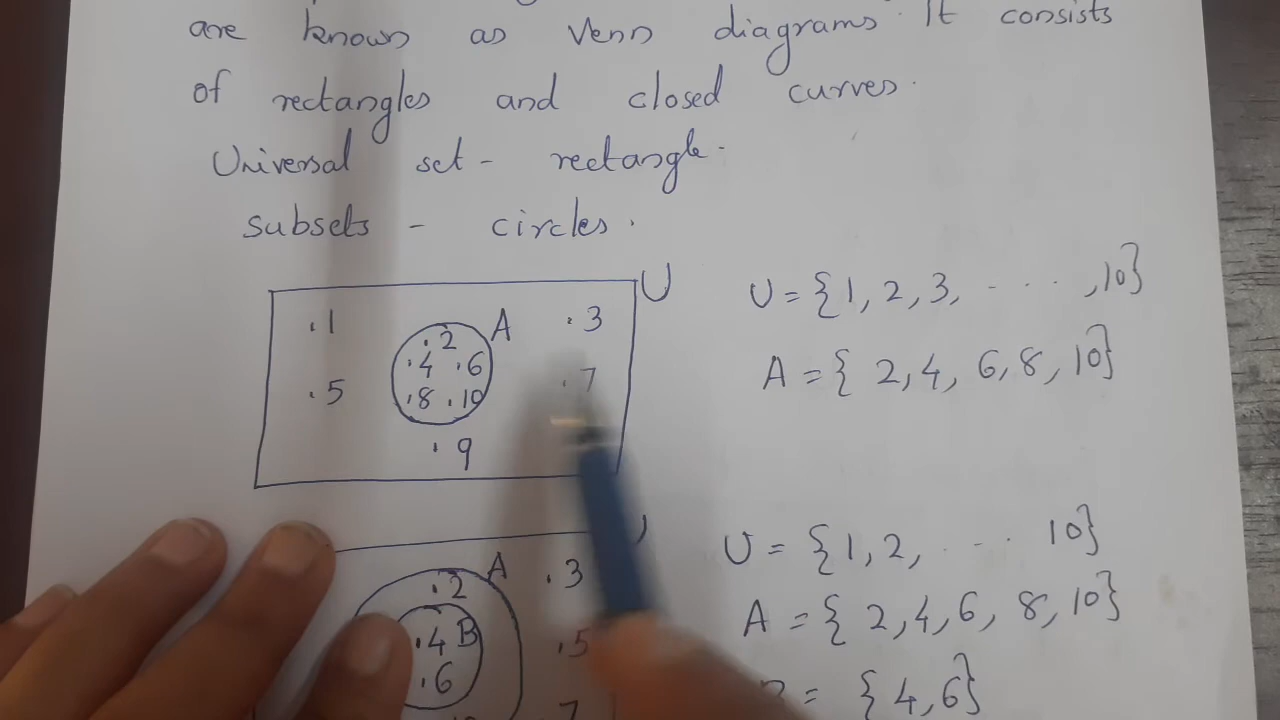 are known as Venn diagrams. It consists
of rectangles and closed curves.
Universal set - rectangle.
subsets - circles.
U
.1 A .3
.2
.4 .6
.5 .7
.8 .10
.9
U = {1, 2, 3, - - - , 10}
A = { 2, 4, 6, 8, 10}
A .3
.2
.4 B .5
.6
7
U = {1, 2, - - - 10}
A = { 2, 4, 6, 8, 10}
= {4, 6}